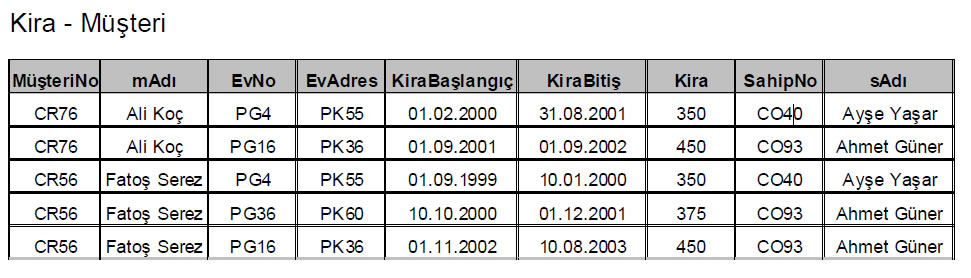 Kira - Müşteri
MüşteriNo mAdı EvNo EvAdres KiraBaşlangıç KiraBitiş Kira SahipNo sAdı
CR76 Ali Koç PG4 PK55 01.02.2000 31.08.2001 350 CO40 Ayşe Yaşar
CR76 Ali Koç PG16 PK36 01.09.2001 01.09.2002 450 CO93 Ahmet Güner
CR56 Fatoş Serez PG4 PK55 01.09.1999 10.01.2000 350 CO40 Ayşe Yaşar
CR56 Fatoş Serez PG36 PK60 10.10.2000 01.12.2001 375 CO93 Ahmet Güner
CR56 Fatoş Serez PG16 PK36 01.11.2002 10.08.2003 450 CO93 Ahmet Güner